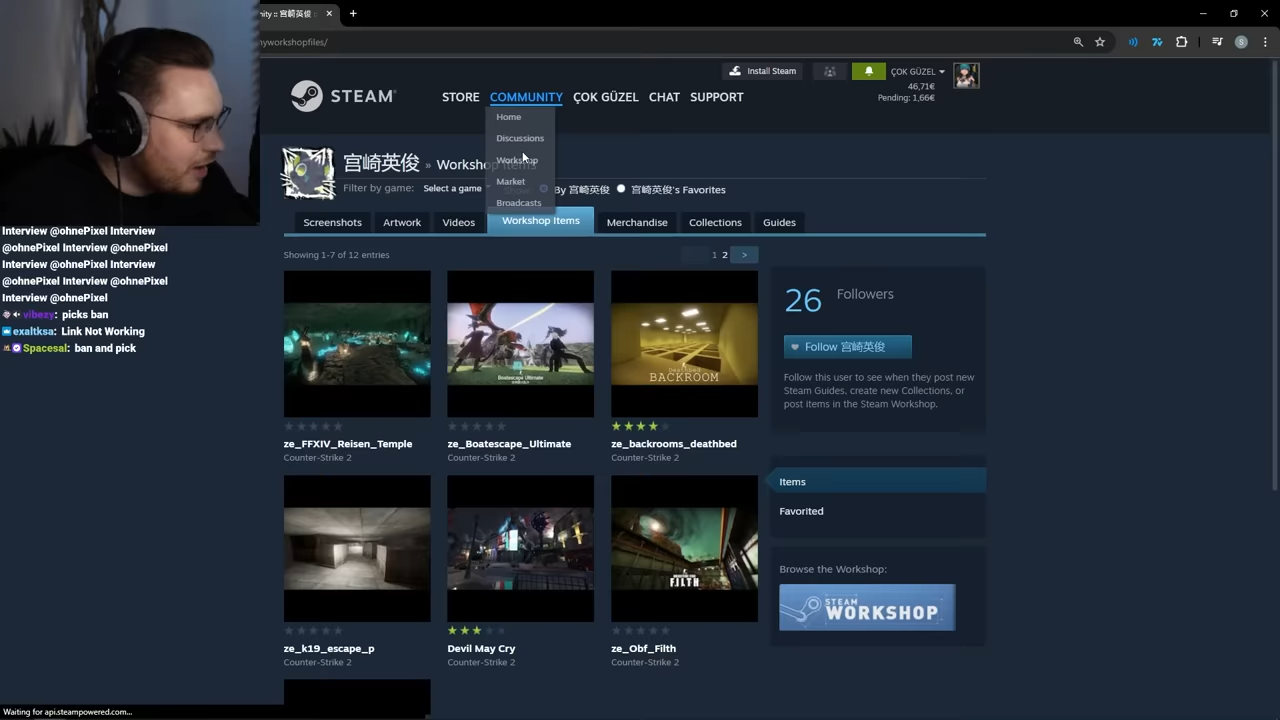 nity :: 宮崎英俊 ::
nyworkshopfiles/
STEAM®
STORE
COMMUNITY
ÇOK GÜZEL
CHAT
SUPPORT
Install Steam
ÇOK GÜZEL
46,71€
Pending: 1,66€
Home
Discussions
Workshop
Market
Broadcasts
宮崎英俊 » Workshop Items
Filter by game: Select a game
By 宮崎英俊
宮崎英俊's Favorites
Screenshots
Artwork
Videos
Workshop Items
Merchandise
Collections
Guides
Showing 1-7 of 12 entries
1 2 >
Interview @ohnePixel Interview
@ohnePixel Interview @ohnePixel
Interview @ohnePixel Interview
@ohnePixel Interview @ohnePixel
Interview @ohnePixel
vibezy: picks ban
exaltksa: Link Not Working
Spacesal: ban and pick
Boatescape Ultimate
Deathbed
BACKROOM
ze_FFXIV_Reisen_Temple
Counter-Strike 2
ze_Boatescape_Ultimate
Counter-Strike 2
ze_backrooms_deathbed
Counter-Strike 2
FILTH
ze_k19_escape_p
Counter-Strike 2
Devil May Cry
Counter-Strike 2
ze_Obf_Filth
Counter-Strike 2
26 Followers
Follow 宮崎英俊
Follow this user to see when they post new
Steam Guides, create new Collections, or
post items in the Steam Workshop.
Items
Favorited
Browse the Workshop:
STEAM
WORKSHOP
Waiting for api.steampowered.com...